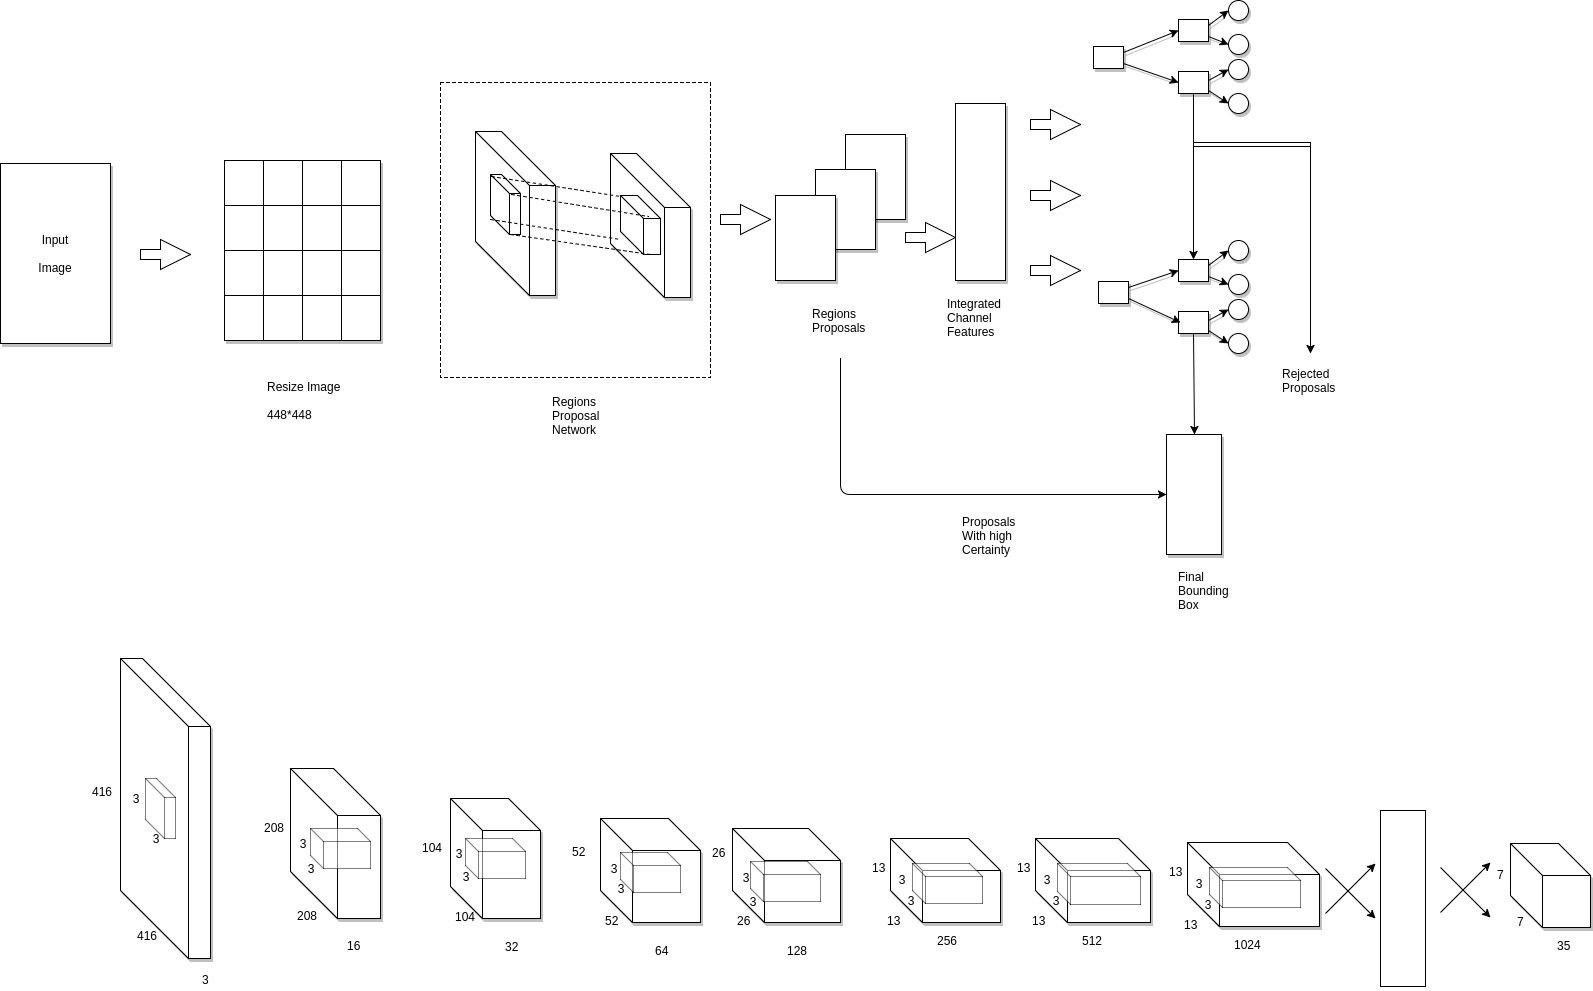 Input
Image
Resize Image
448*448
Regions
Proposal
Network
Regions
Proposals
Integrated
Channel
Features
Rejected
Proposals
Proposals
With high
Certainty
Final
Bounding
Box
416
3
3
416
3
208
3
3
208
16
104
3
3
104
32
52
3
3
52
64
26
3
3
26
128
13
3
3
13
256
13
3
3
13
512
13
3
3
13
1024
7
7
35